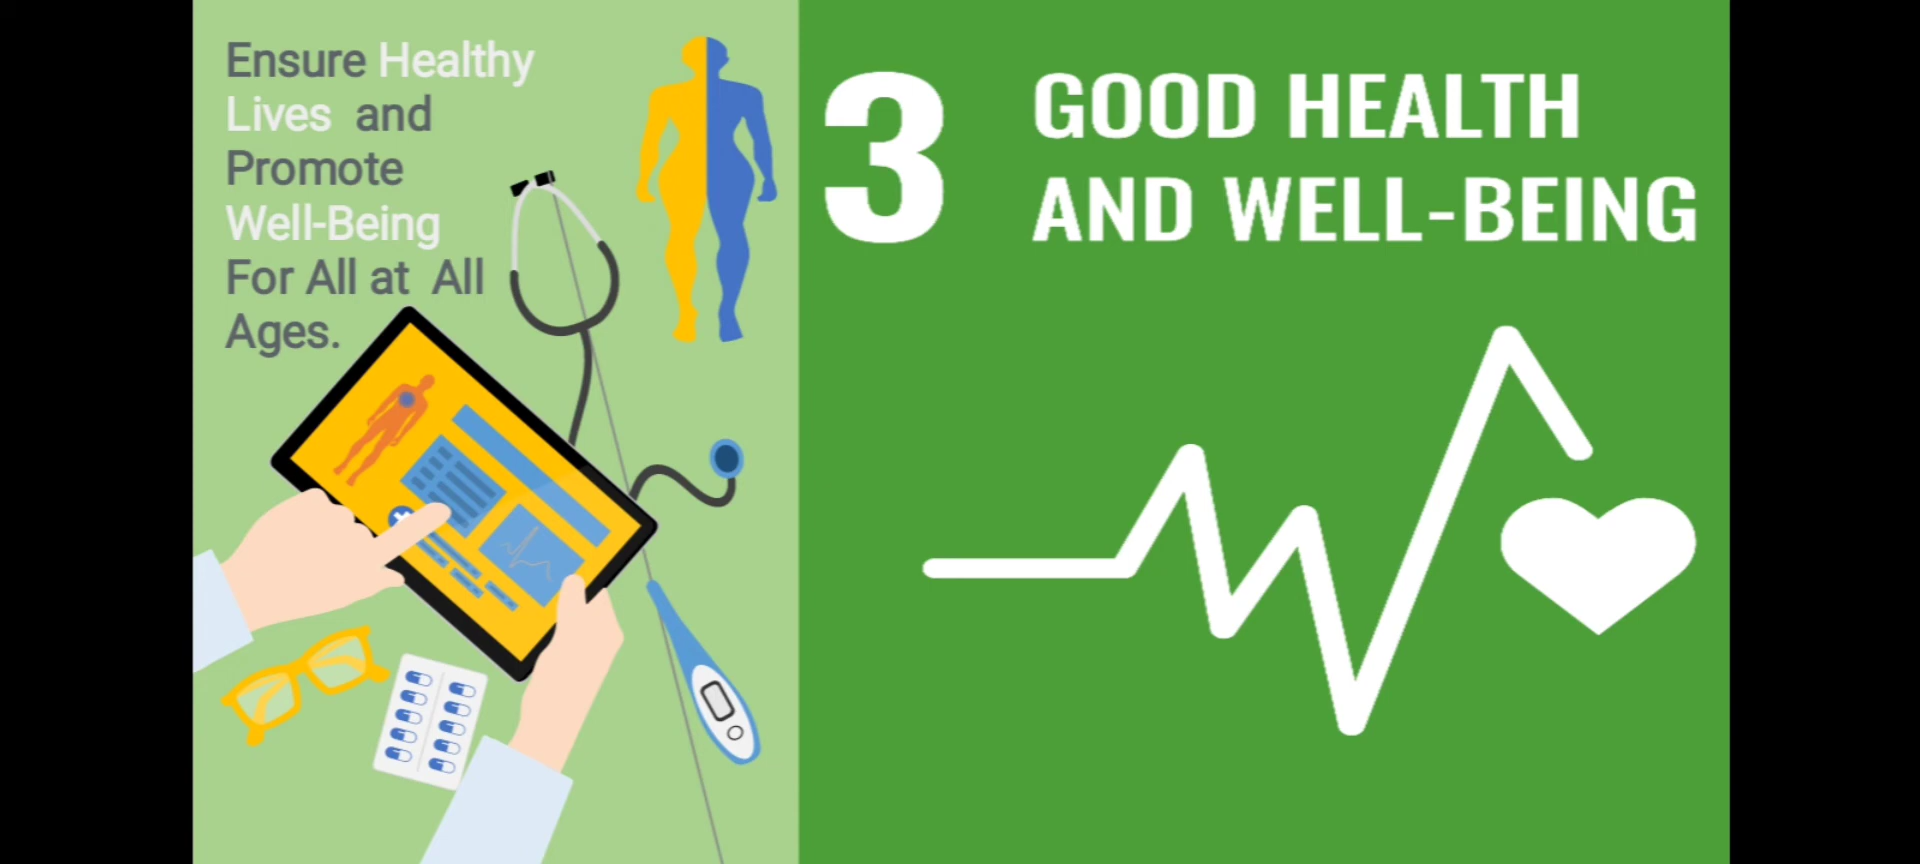 Ensure Healthy
Lives and
Promote
Well-Being
For All at All
Ages.
3
GOOD HEALTH
AND WELL-BEING